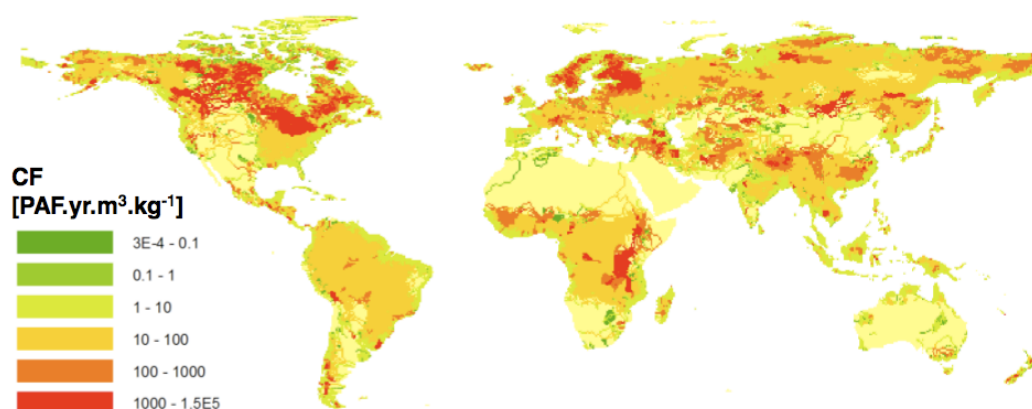 CF
[PAF.yr.m³.kg⁻¹]
3E-4 - 0.1
0.1 - 1
1 - 10
10 - 100
100 - 1000
1000 - 1.5E5